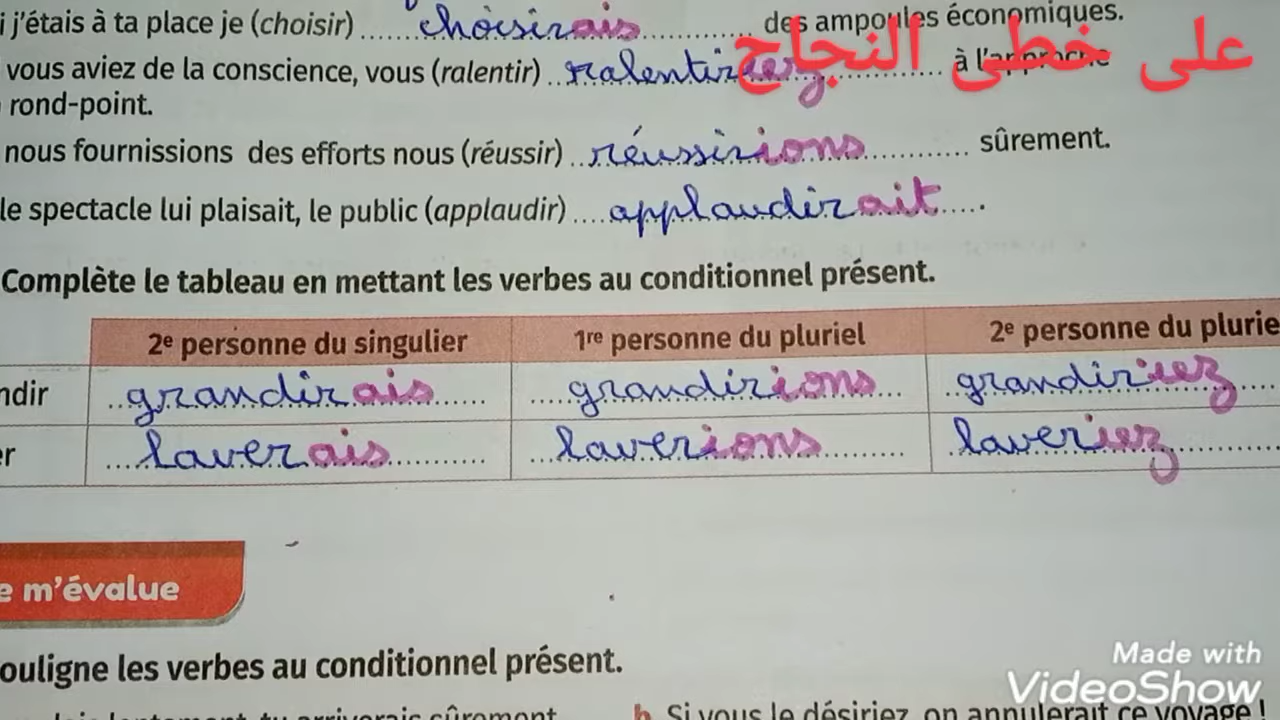 i j'étais à ta place je (choisir) ......choisirais.............. des ampoules économiques.
على خطى النجاح
vous aviez de la conscience, vous (ralentir) ..ralentiriez.............. à l'approche
rond-point.
nous fournissions des efforts nous (réussir) ..réussirions............. sûrement.
le spectacle lui plaisait, le public (applaudir) ....applaudirait.....
Complète le tableau en mettant les verbes au conditionnel présent.
2e personne du singulier 1re personne du pluriel 2e personne du plurie
ndir ..grandirais...... .....grandirions... ..grandiriez....
er ....laverais........... ...laverions.......... .laveriez...........
e m'évalue
ouligne les verbes au conditionnel présent.
Made with
VideoShow
tu arriverais sûrement b. Si vous le désiriez, on annulerait ce voyage !